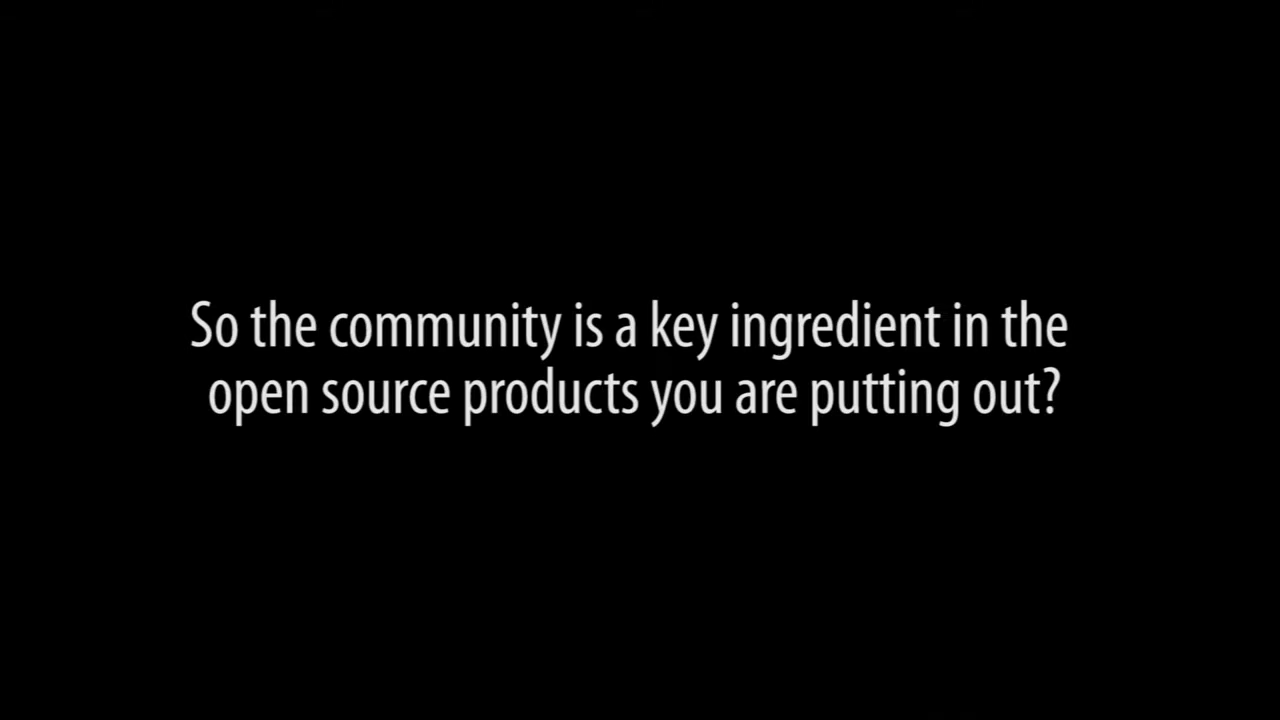 So the community is a key ingredient in the
open source products you are putting out?